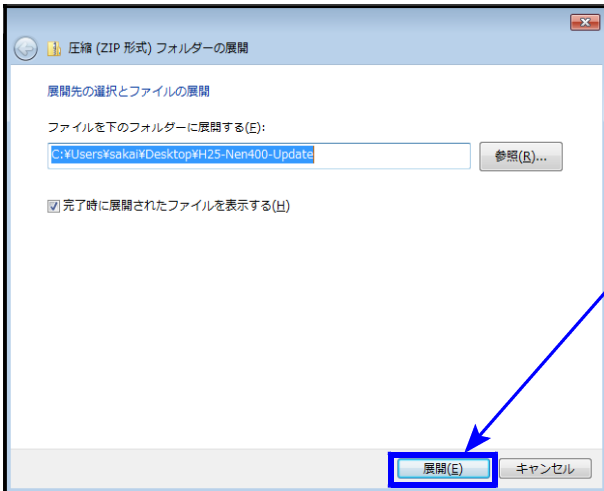 圧縮 (ZIP 形式) フォルダーの展開
展開先の選択とファイルの展開
ファイルを下のフォルダーに展開する(F):
C:¥Users¥sakai¥Desktop¥H25-Nen400-Update
参照(R)...
完了時に展開されたファイルを表示する(H)
展開(E)
キャンセル